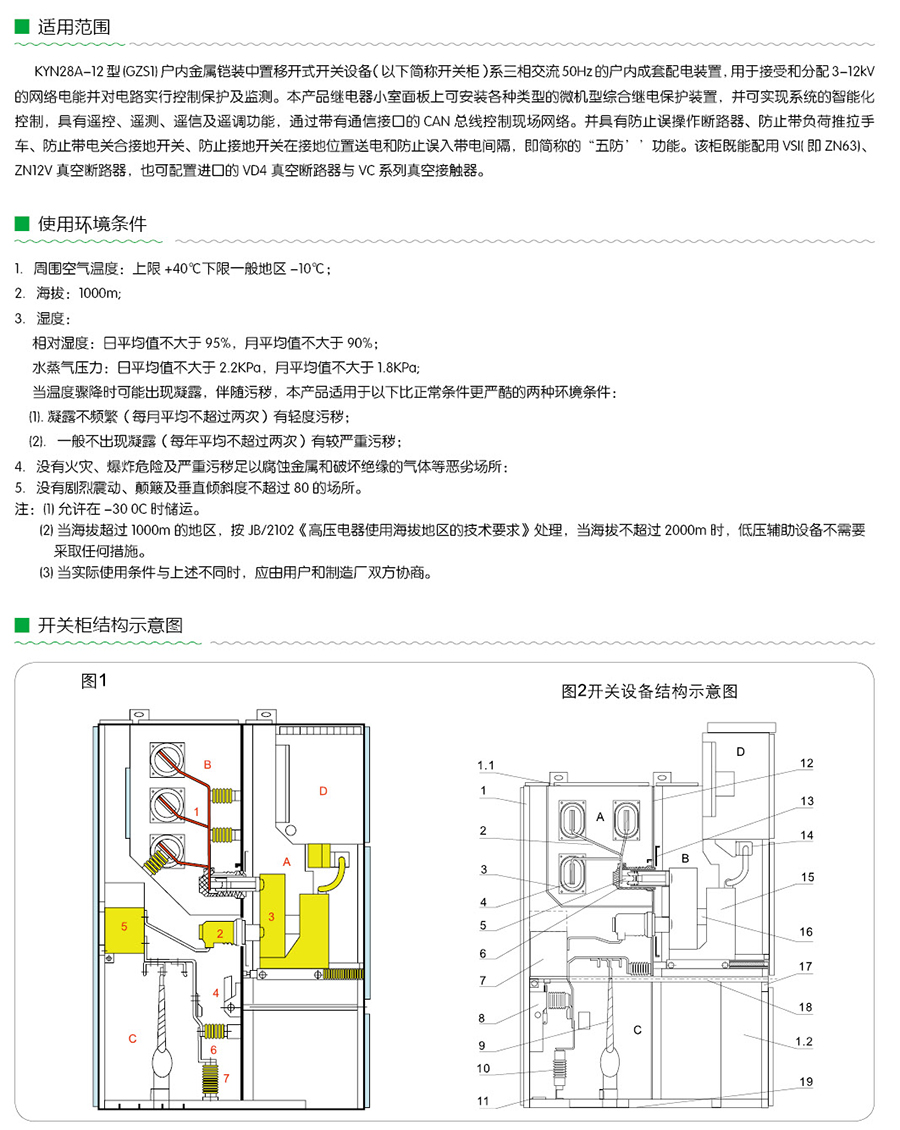 适用范围
KYN28A-12 型 (GZS1) 户内金属铠装中置移开式开关设备（以下简称开关柜）系三相交流 50Hz 的户内成套配电装置，用于接受和分配 3-12kV
的网络电能并对电路实行控制保护及监测。本产品继电器小室面板上可安装各种类型的微机型综合继电保护装置，并可实现系统的智能化
控制，具有遥控、遥测、遥信及遥调功能，通过带有通信接口的 CAN 总线控制现场网络。并具有防止误操作断路器、防止带负荷推拉手
车、防止带电关合接地开关、防止接地开关在接地位置送电和防止误入带电间隔，即简称的“五防’’功能。该柜既能配用 VSI( 即 ZN63)、
ZN12V 真空断路器，也可配置进口的 VD4 真空断路器与 VC 系列真空接触器。
使用环境条件
1. 周围空气温度：上限 +40℃下限一般地区 -10℃；
2. 海拔：1000m;
3. 湿度：
相对湿度：日平均值不大于 95%，月平均值不大于 90%；
水蒸气压力：日平均值不大于 2.2KPa，月平均值不大于 1.8KPa;
当温度骤降时可能出现凝露，伴随污秽，本产品适用于以下比正常条件更严酷的两种环境条件：
(1). 凝露不频繁（每月平均不超过两次）有轻度污秽；
(2). 一般不出现凝露（每年平均不超过两次）有较严重污秽；
4. 没有火灾、爆炸危险及严重污秽足以腐蚀金属和破坏绝缘的气体等恶劣场所：
5. 没有剧烈震动、颠簸及垂直倾斜度不超过 80 的场所。
注：(1) 允许在 -30 0C 时储运。
(2) 当海拔超过 1000m 的地区，按 JB/2102《高压电器使用海拔地区的技术要求》处理，当海拔不超过 2000m 时，低压辅助设备不需要
采取任何措施。
(3) 当实际使用条件与上述不同时，应由用户和制造厂双方协商。
开关柜结构示意图
图1
B
1
D
A
5
2
3
4
C
6
7
图2开关设备结构示意图
1.1
1
2
3
4
5
6
7
8
9
10
11
A
B
C
D
12
13
14
15
16
17
18
1.2
19